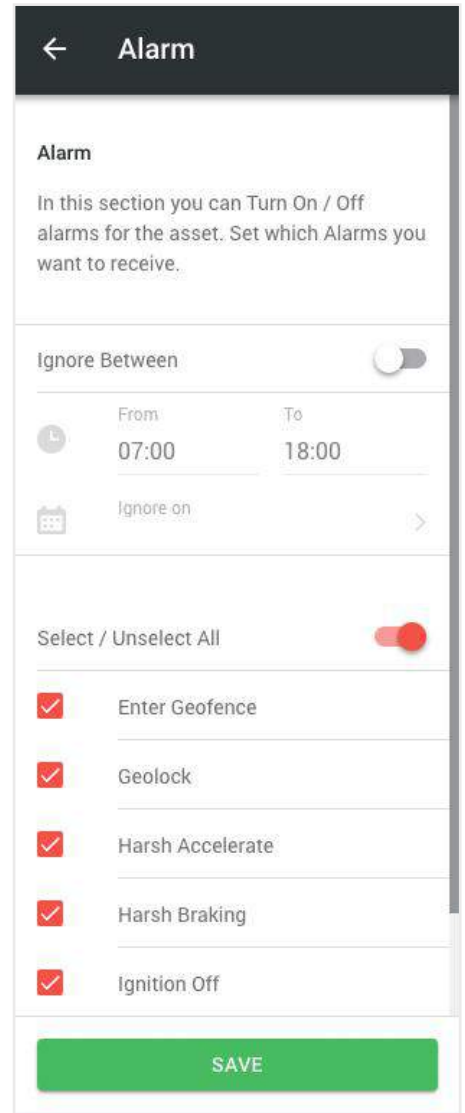 Alarm
Alarm
In this section you can Turn On / Off
alarms for the asset. Set which Alarms you
want to receive.
Ignore Between
From To
07:00 18:00
Ignore on
Select / Unselect All
Enter Geofence
Geolock
Harsh Accelerate
Harsh Braking
Ignition Off
SAVE